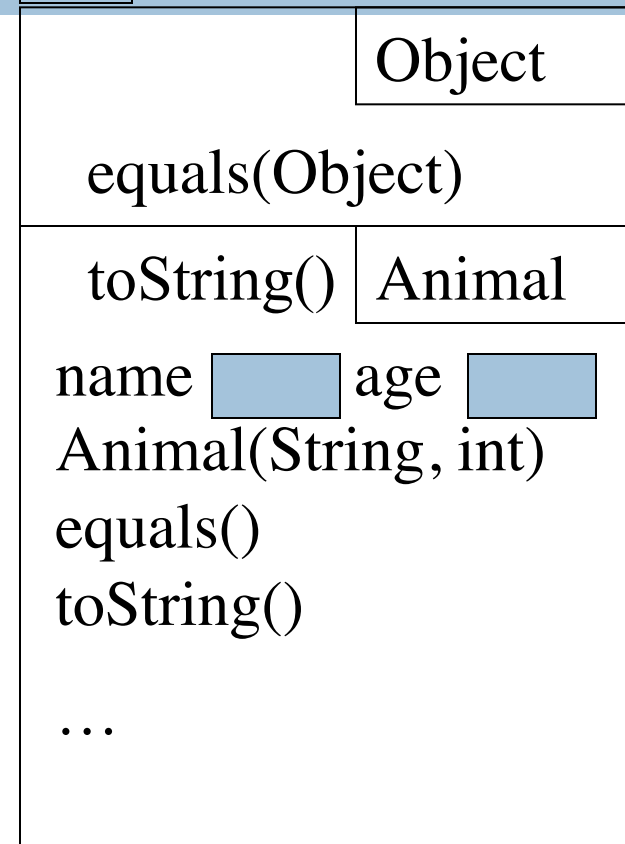 Object
equals(Object)
toString() Animal
name age
Animal(String, int)
equals()
toString()
…